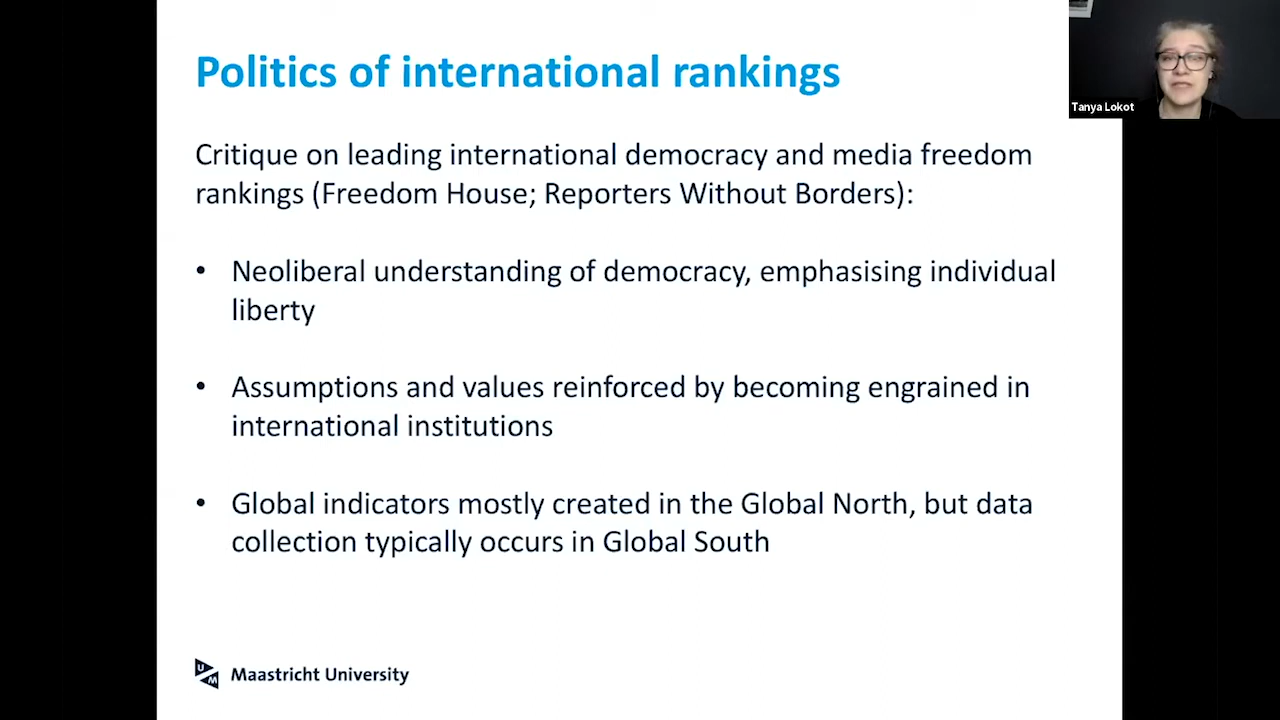 Politics of international rankings
Tanya Lokot
Critique on leading international democracy and media freedom
rankings (Freedom House; Reporters Without Borders):
• Neoliberal understanding of democracy, emphasising individual
liberty
• Assumptions and values reinforced by becoming engrained in
international institutions
• Global indicators mostly created in the Global North, but data
collection typically occurs in Global South
UM
Maastricht University